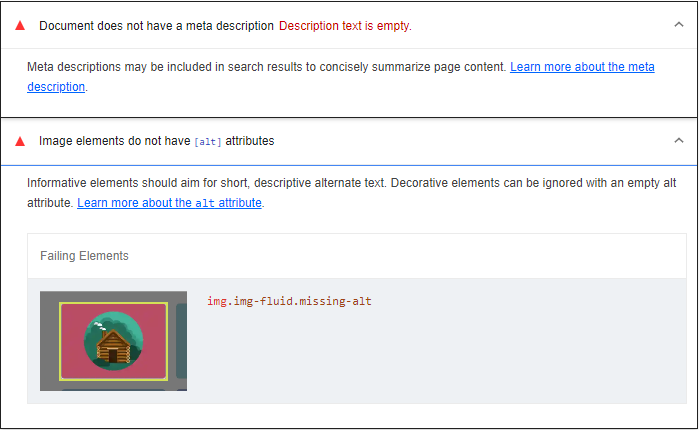 Document does not have a meta description Description text is empty.
Meta descriptions may be included in search results to concisely summarize page content. Learn more about the meta
description.
Image elements do not have [alt] attributes
Informative elements should aim for short, descriptive alternate text. Decorative elements can be ignored with an empty alt
attribute. Learn more about the alt attribute.
Failing Elements
img.img-fluid.missing-alt